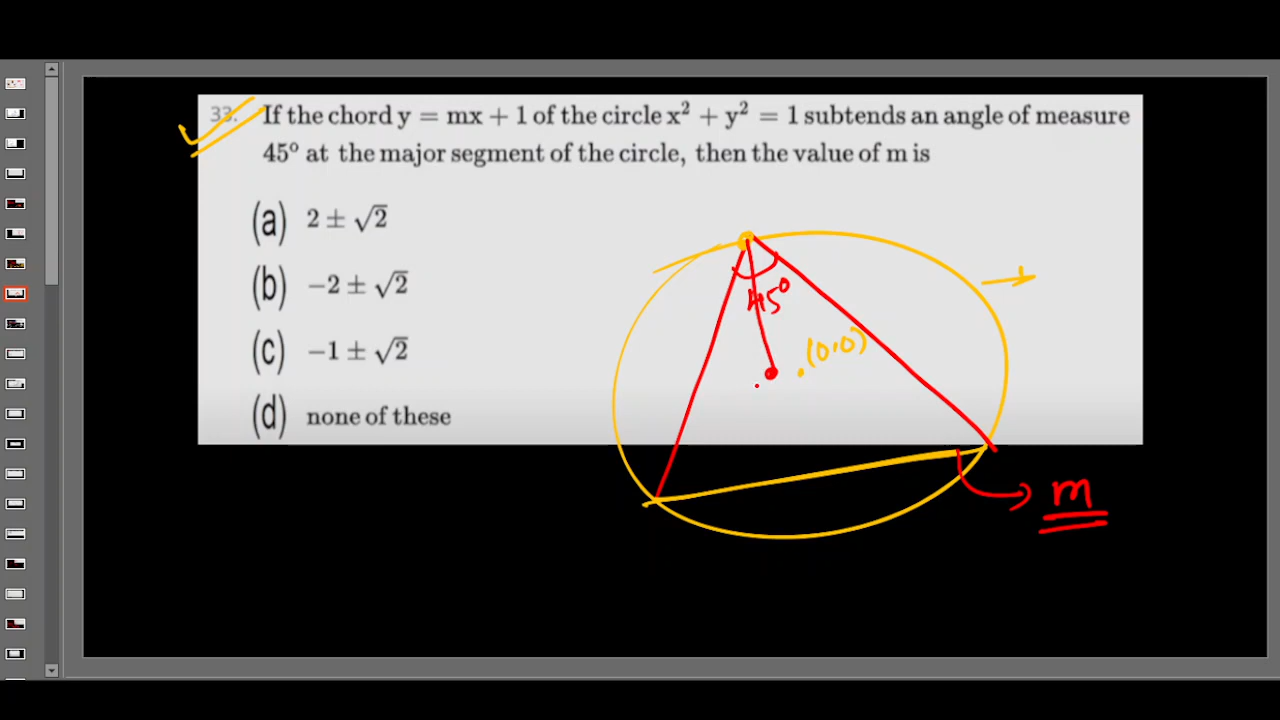 33. If the chord y = mx + 1 of the circle x² + y² = 1 subtends an angle of measure
45° at the major segment of the circle, then the value of m is
(a) 2 ± √2
(b) −2 ± √2
(c) −1 ± √2
(d) none of these
45°
(0,0)
m